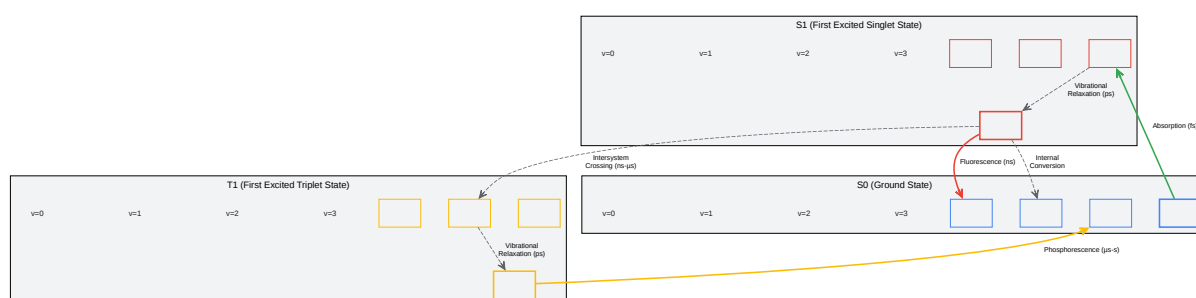 S1 (First Excited Singlet State)
v=0
v=1
v=2
v=3
Vibrational
Relaxation (ps)
Absorption (fs)
Intersystem
Crossing (ns-μs)
Fluorescence (ns)
Internal
Conversion
T1 (First Excited Triplet State)
v=0
v=1
v=2
v=3
S0 (Ground State)
v=0
v=1
v=2
v=3
Vibrational
Relaxation (ps)
Phosphorescence (μs-s)